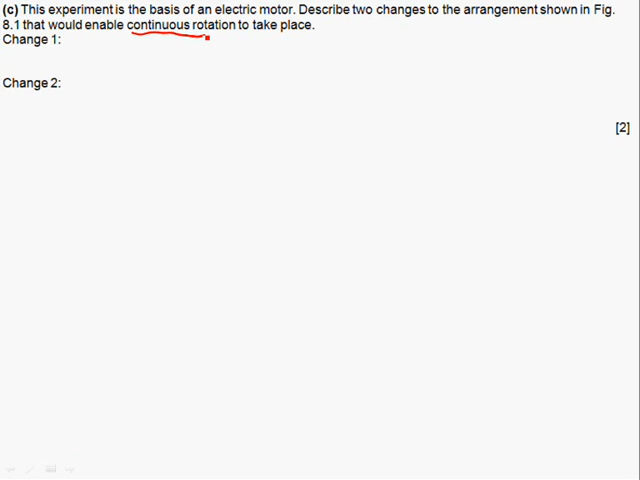 (c) This experiment is the basis of an electric motor. Describe two changes to the arrangement shown in Fig.
8.1 that would enable continuous rotation to take place.
Change 1:
Change 2:
[2]